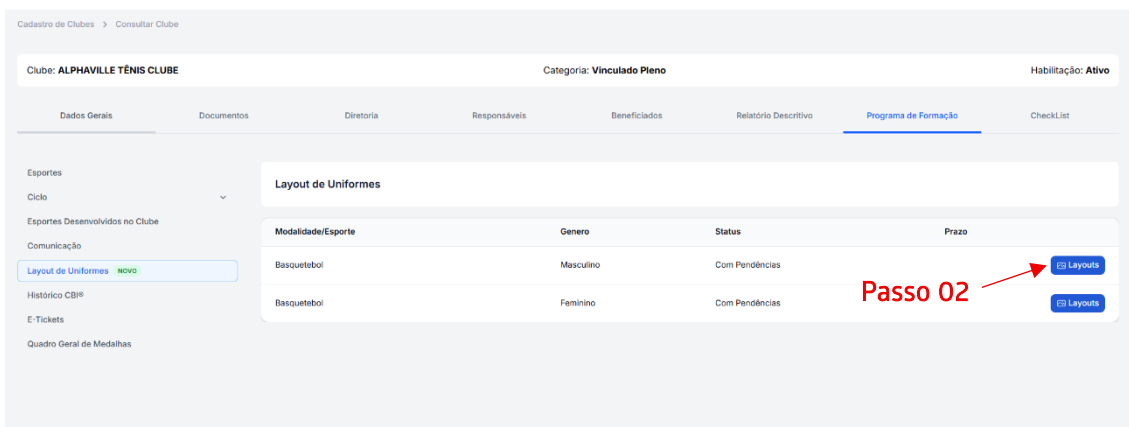 Cadastro de Clubes > Consultar Clube
Clube: ALPHAVILLE TÊNIS CLUBE Categoria: Vinculado Pleno Habilitação: Ativo
Dados Gerais Documentos Diretoria Responsáveis Beneficiados Relatório Descritivo Programa de Formação CheckList
Esportes
Ciclo
Esportes Desenvolvidos no Clube
Comunicação
Layout de Uniformes NOVO
Histórico CBI®
E-Tickets
Quadro Geral de Medalhas
Layout de Uniformes
Modalidade/Esporte Genero Status Prazo
Basquetebol Masculino Com Pendências Layouts
Passo 02
Basquetebol Feminino Com Pendências Layouts